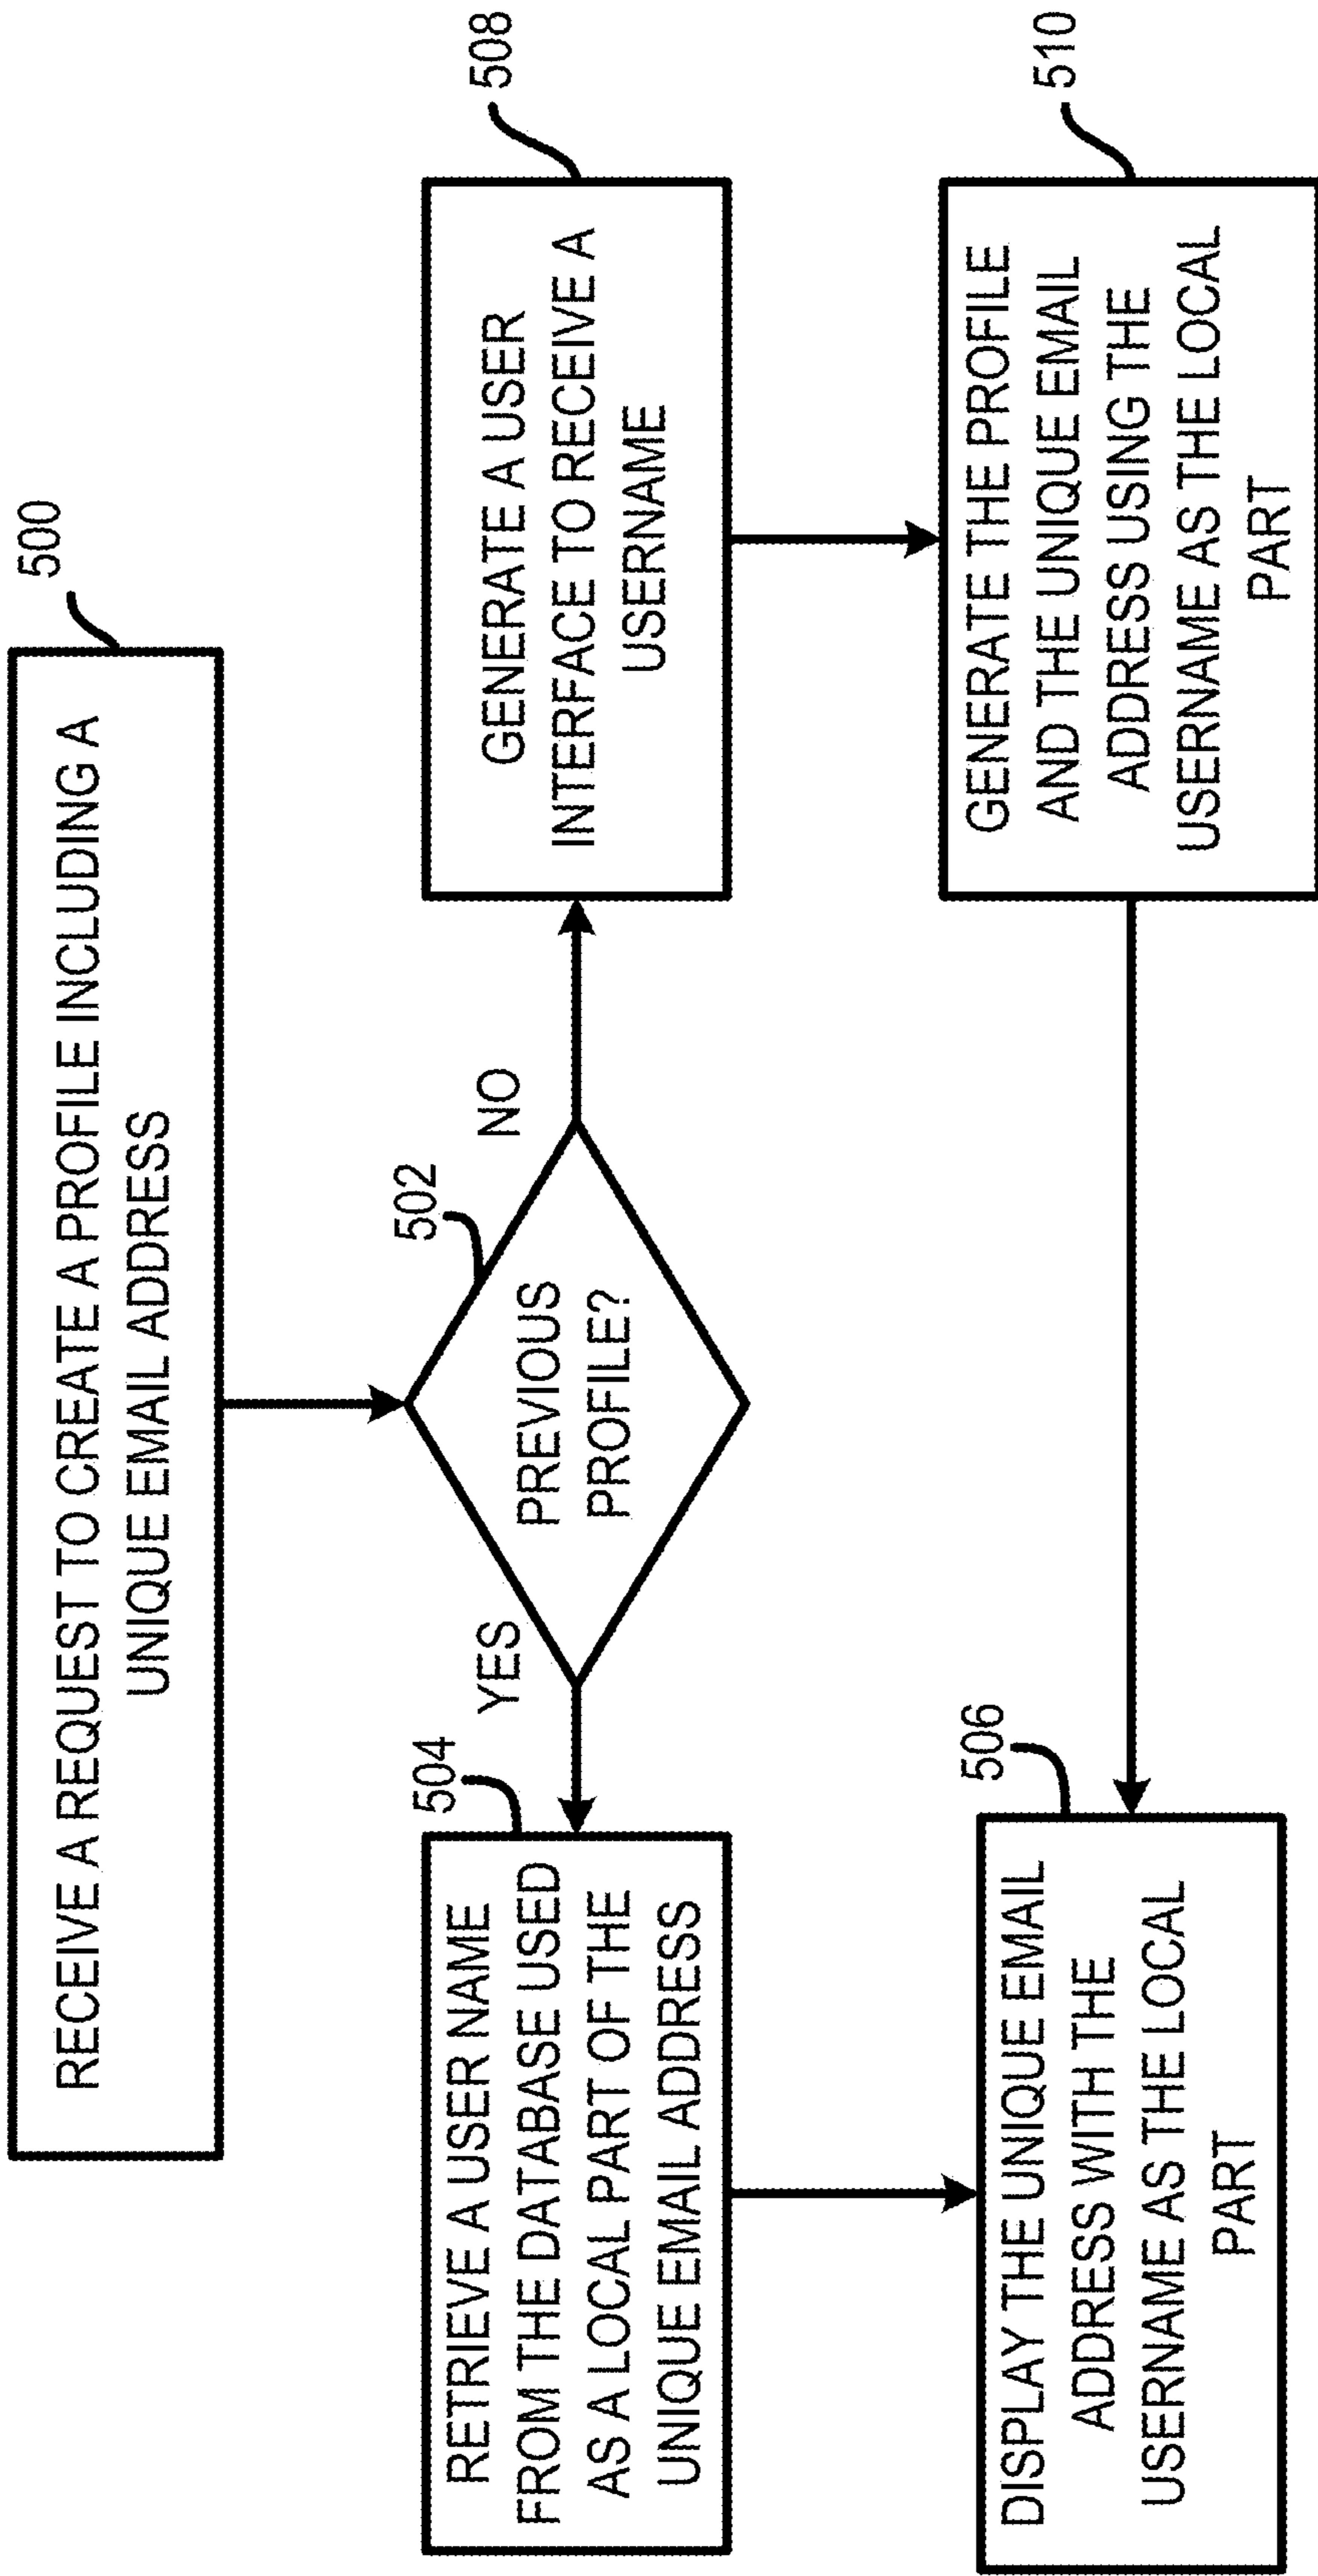 500
RECEIVE A REQUEST TO CREATE A PROFILE INCLUDING A
UNIQUE EMAIL ADDRESS
502
PREVIOUS
PROFILE?
YES
NO
504
RETRIEVE A USER NAME
FROM THE DATABASE USED
AS A LOCAL PART OF THE
UNIQUE EMAIL ADDRESS
508
GENERATE A USER
INTERFACE TO RECEIVE A
USERNAME
506
DISPLAY THE UNIQUE EMAIL
ADDRESS WITH THE
USERNAME AS THE LOCAL
PART
510
GENERATE THE PROFILE
AND THE UNIQUE EMAIL
ADDRESS USING THE
USERNAME AS THE LOCAL
PART